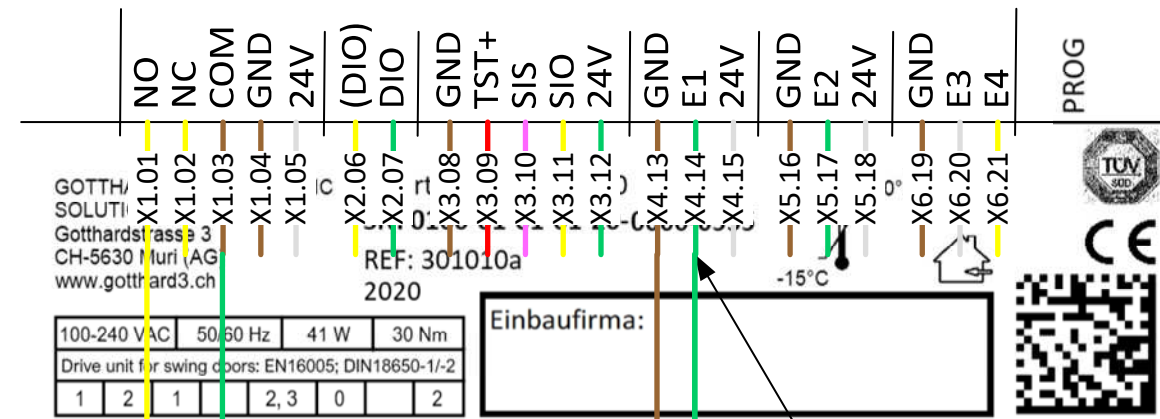 NO NC COM GND 24V (DIO) DIO GND TST+ SIS SIO 24V GND E1 24V GND E2 24V GND E3 E4 PROG
X1.01 X1.02 X1.03 X1.04 X1.05 X2.06 X2.07 X3.08 X3.09 X3.10 X3.11 X3.12 X4.13 X4.14 X4.15 X5.16 X5.17 X5.18 X6.19 X6.20 X6.21
TÜV
SÜD
Gotthardstrasse 3
CH-5630 Muri (AG)
www.gotthard3.ch
REF: 301010a
2020
-15°C
CE
Einbaufirma:
100-240 VAC 50/60 Hz 41 W 30 Nm
Drive unit for swing doors: EN16005; DIN18650-1/-2
1 2 1 2, 3 0 2